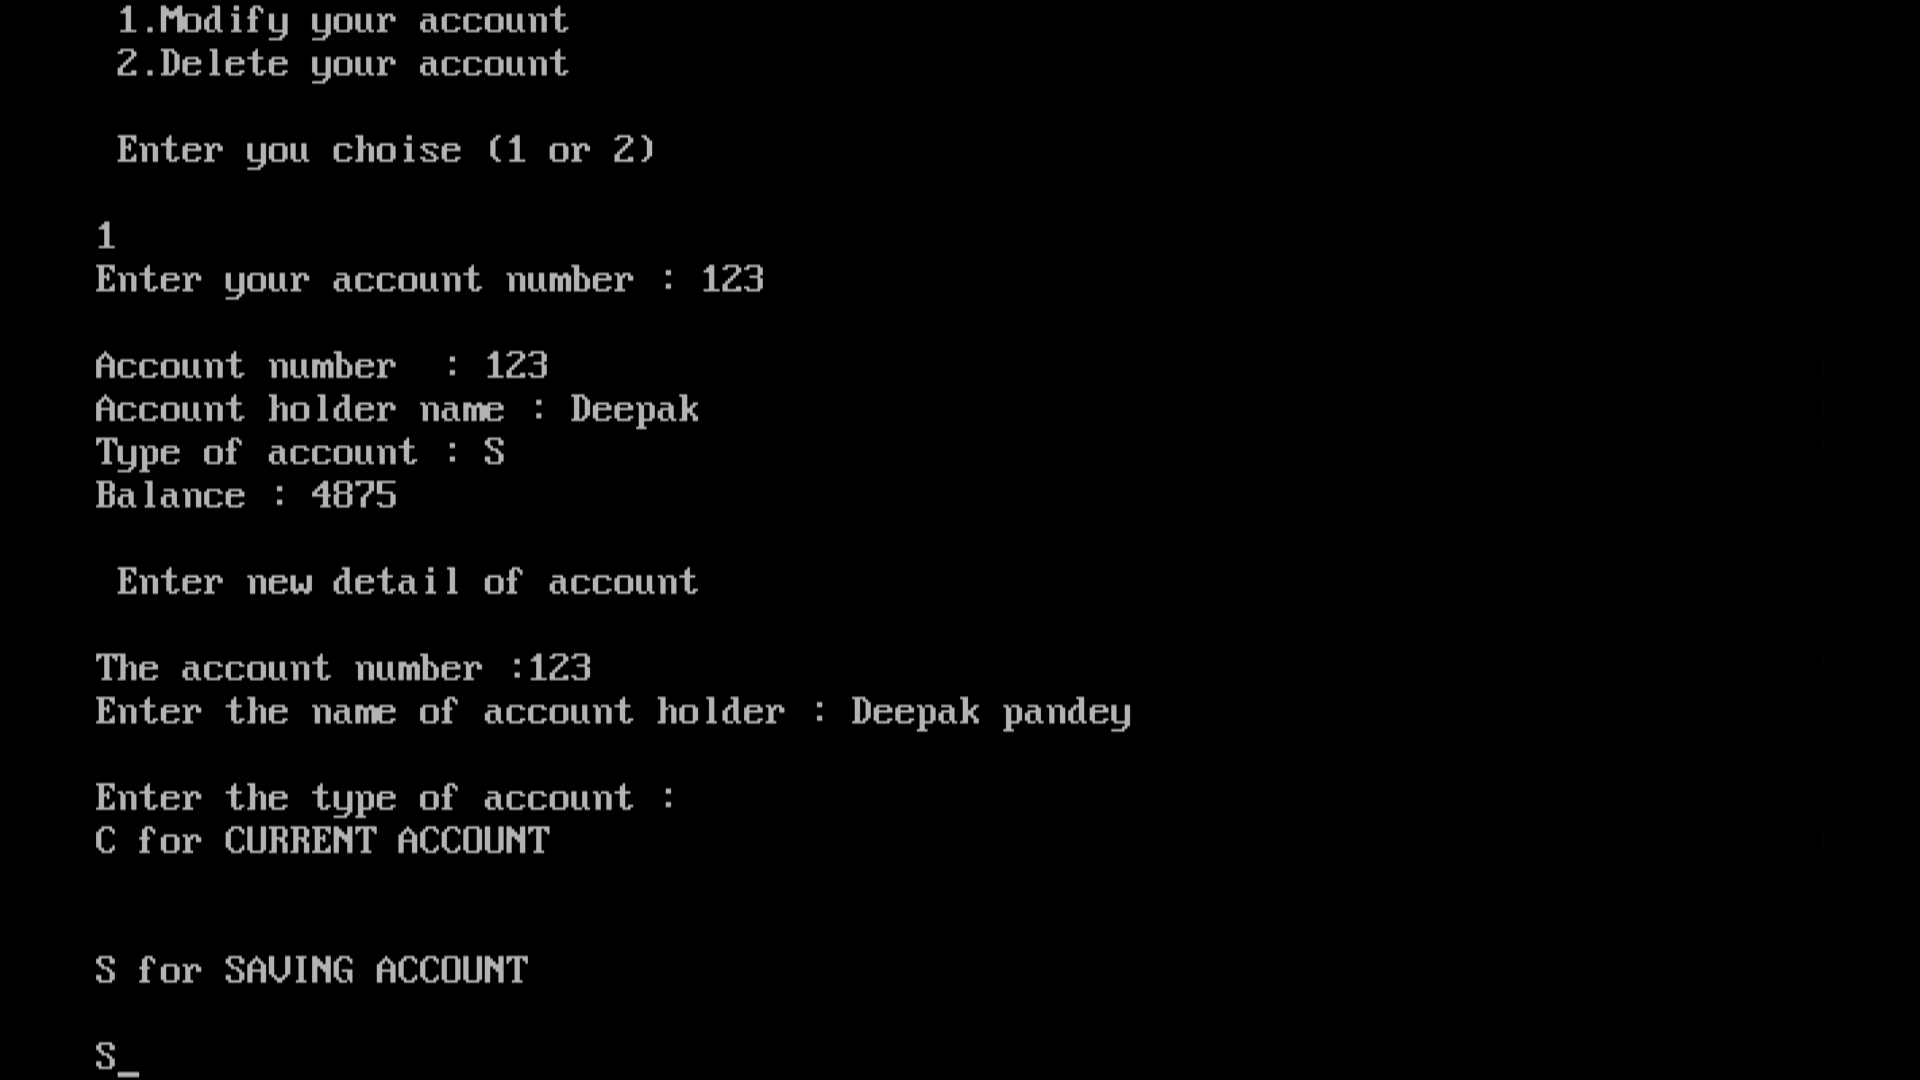 1.Modify your account
2.Delete your account
Enter you choise (1 or 2)
1
Enter your account number : 123
Account number  : 123
Account holder name : Deepak
Type of account : S
Balance : 4875
Enter new detail of account
The account number :123
Enter the name of account holder : Deepak pandey
Enter the type of account :
C for CURRENT ACCOUNT
S for SAVING ACCOUNT
S_